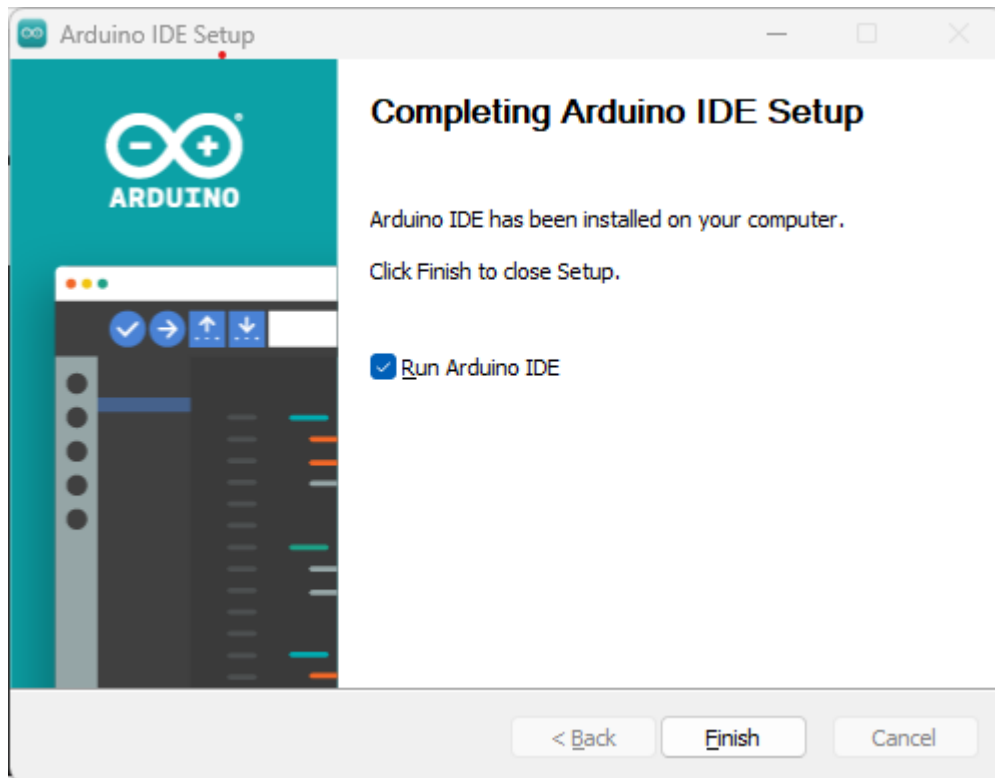 Arduino IDE Setup
ARDUINO
Completing Arduino IDE Setup
Arduino IDE has been installed on your computer.
Click Finish to close Setup.
Run Arduino IDE
< Back
Finish
Cancel